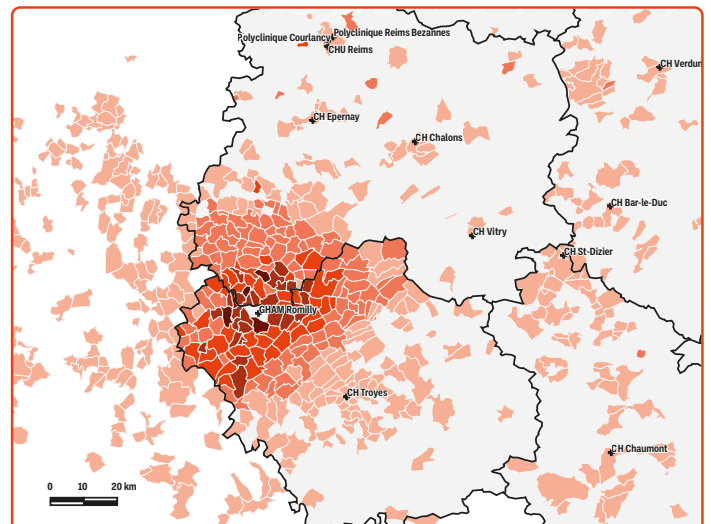 Polyclinique Reims Bezannes
Polyclinique Courlancy
CHU Reims
CH Verdun
CH Epernay
CH Chalons
CH Bar-le-Duc
CH Vitry
CH St-Dizier
GHAM Romilly
CH Troyes
CH Chaumont
0 10 20 km